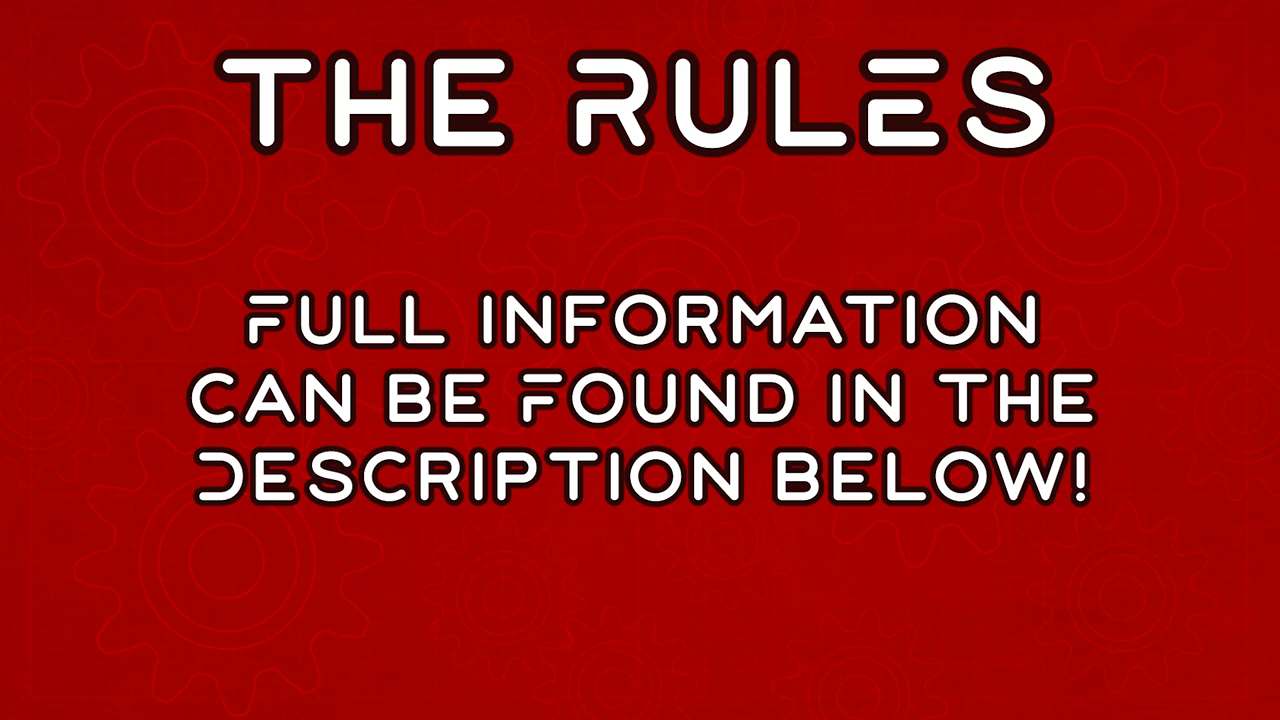 THE RULES
FULL INFORMATION
CAN BE FOUND IN THE
DESCRIPTION BELOW!